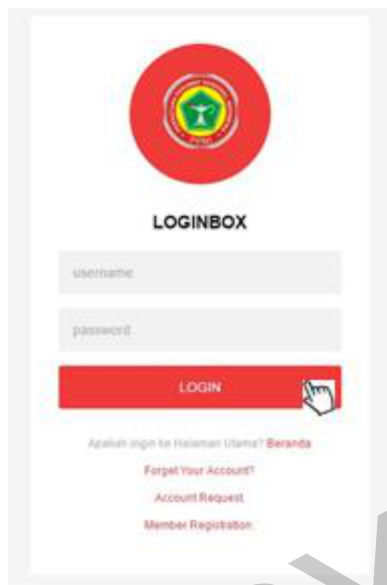 LOGINBOX
username
password
LOGIN
Apakah ingin ke Halaman Utama? Beranda
Forget Your Account?
Account Request
Member Registration.